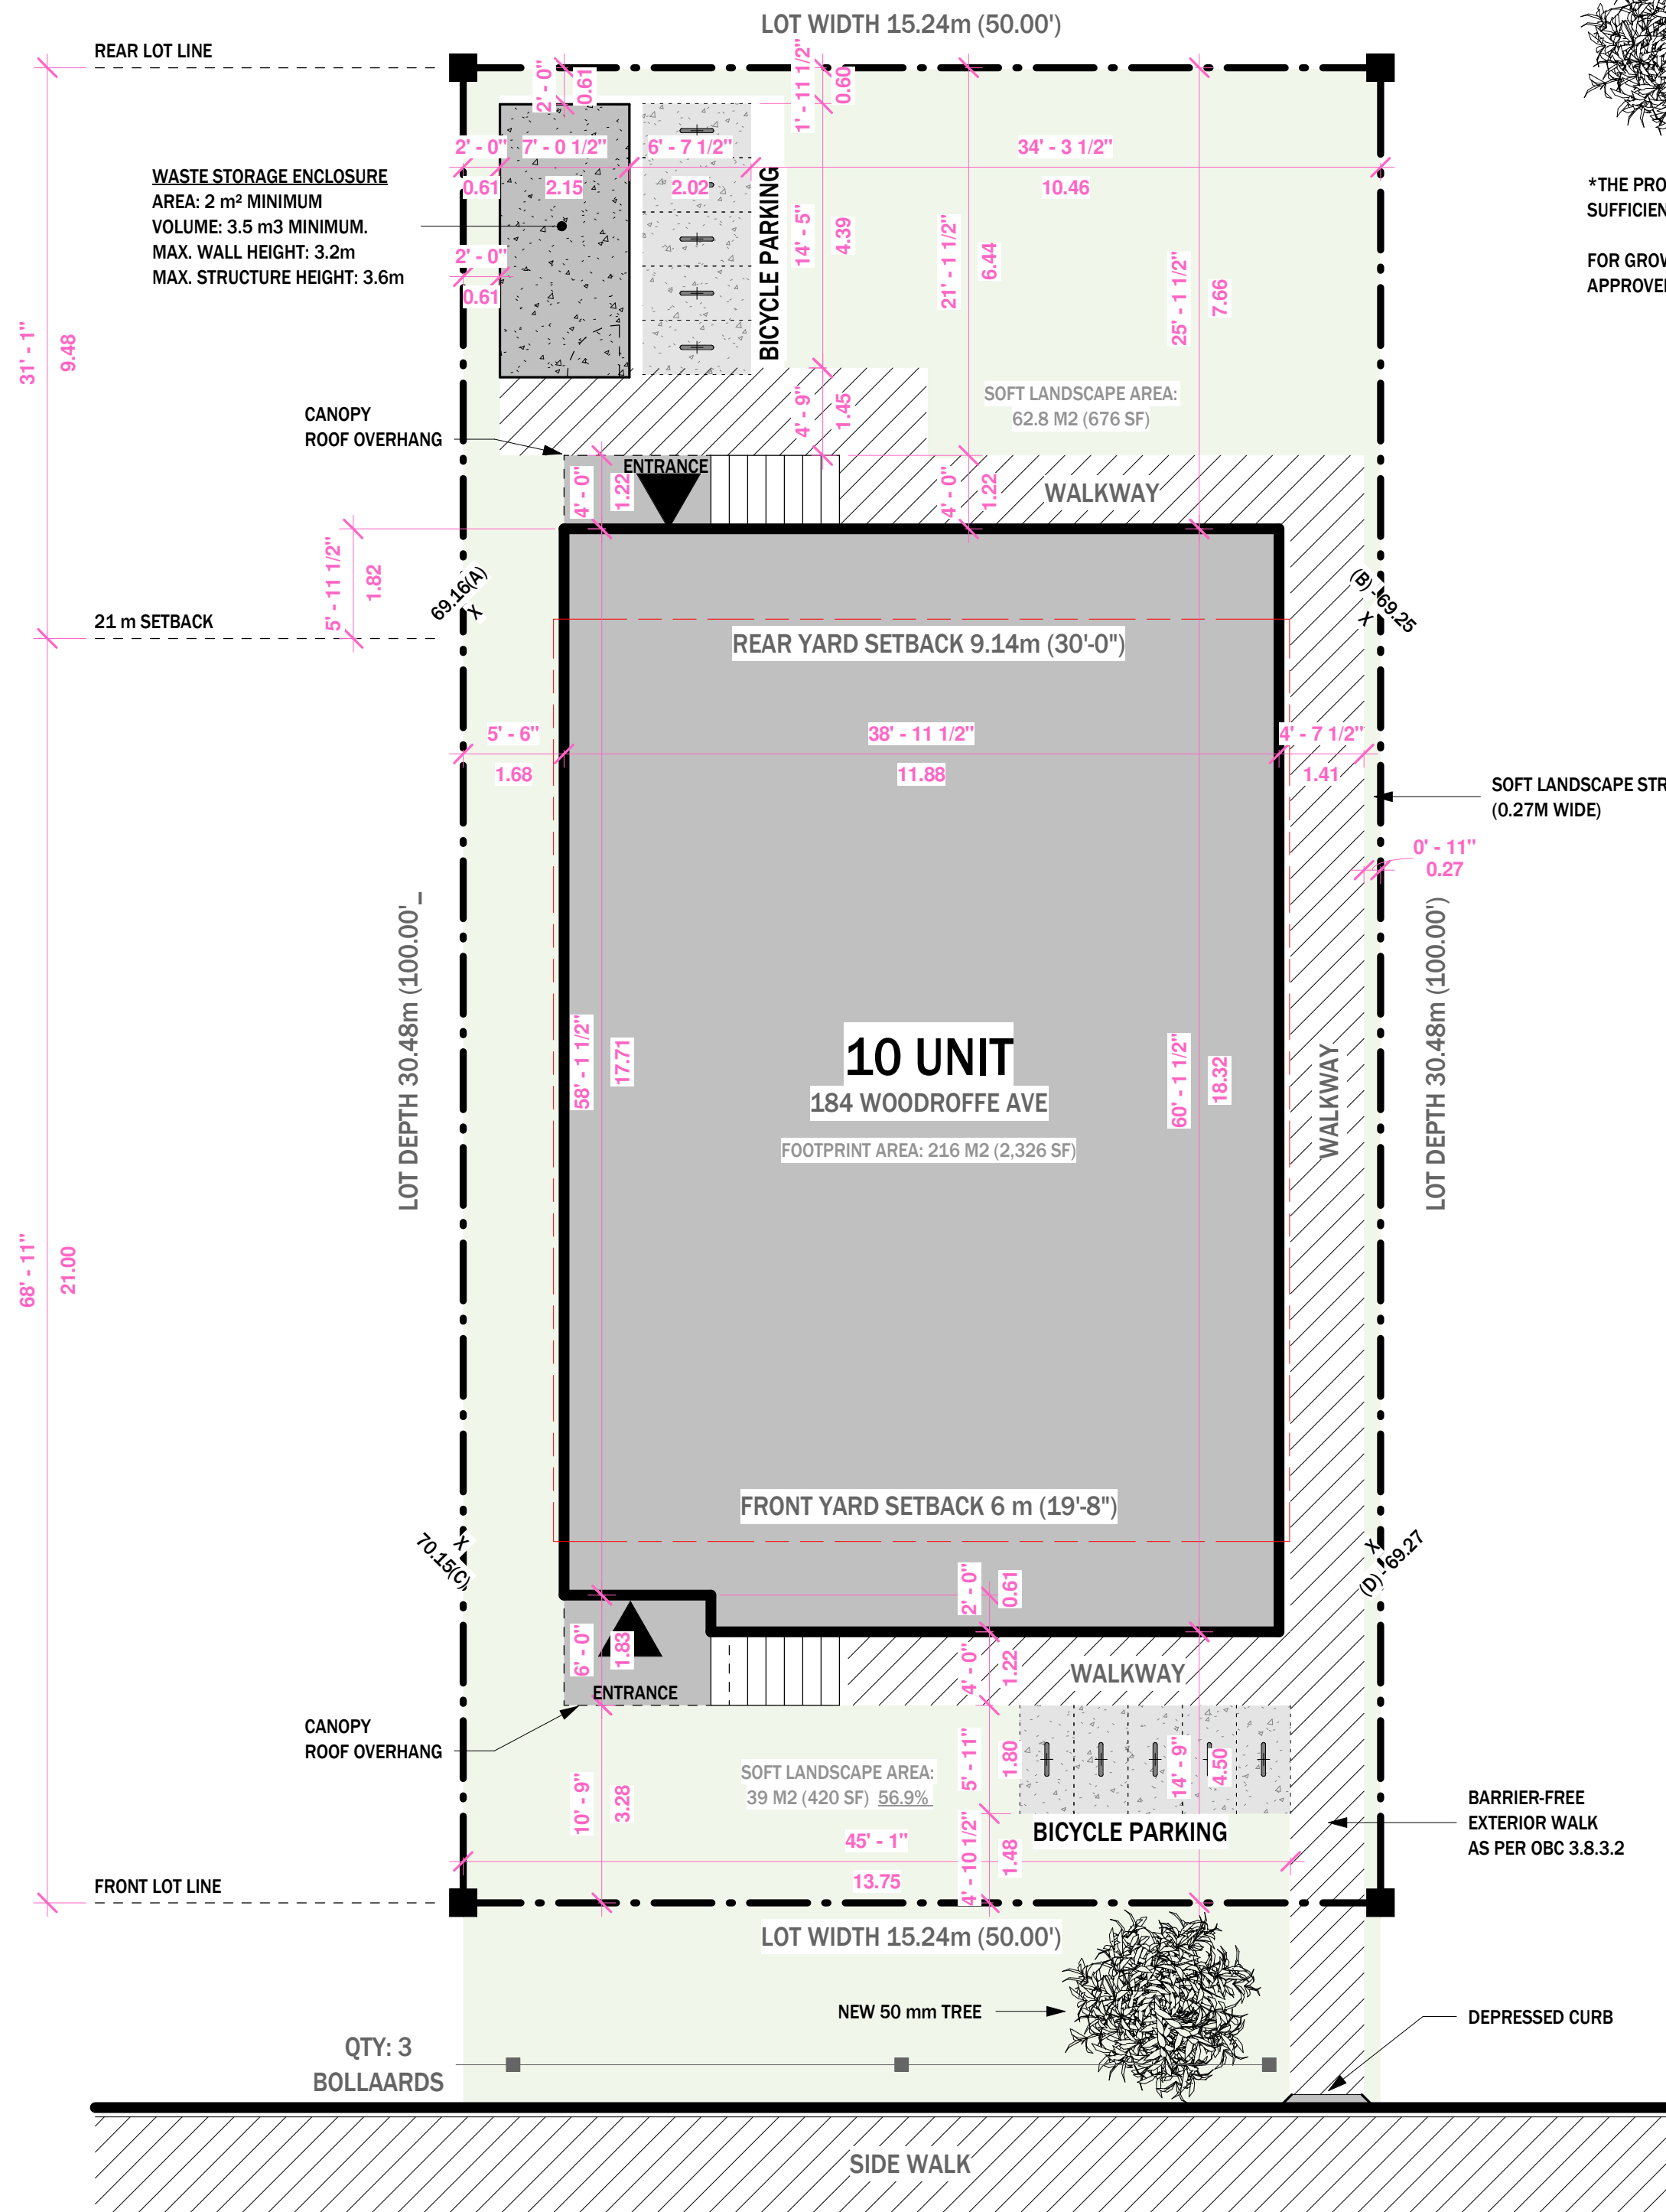 LOT WIDTH 15.24m (50.00')
REAR LOT LINE
2' - 0"
0.61
1' - 11 1/2"
0.60
2' - 0"
7' - 0 1/2"
6' - 7 1/2"
34' - 3 1/2"
0.61
2.15
2.02
10.46
WASTE STORAGE ENCLOSURE
AREA: 2 m² MINIMUM
VOLUME: 3.5 m3 MINIMUM.
MAX. WALL HEIGHT: 3.2m
MAX. STRUCTURE HEIGHT: 3.6m
*THE PRO
SUFFICIEN
FOR GROV
APPROVE
BICYCLE PARKING
14' - 5"
4.39
21' - 1 1/2"
6.44
25' - 1 1/2"
7.66
2' - 0"
0.61
31' - 1"
9.48
SOFT LANDSCAPE AREA:
62.8 M2 (676 SF)
4' - 9"
1.45
CANOPY
ROOF OVERHANG
ENTRANCE
4' - 0"
1.22
4' - 0"
1.22
WALKWAY
5' - 11 1/2"
1.82
69.16(A)
X
(B) - 69.25
X
21 m SETBACK
REAR YARD SETBACK 9.14m (30'-0")
5' - 6"
38' - 11 1/2"
4' - 7 1/2"
1.68
11.88
1.41
SOFT LANDSCAPE STR
(0.27M WIDE)
0' - 11"
0.27
LOT DEPTH 30.48m (100.00'_
LOT DEPTH 30.48m (100.00')
58' - 1 1/2"
17.71
10 UNIT
184 WOODROFFE AVE
FOOTPRINT AREA: 216 M2 (2,326 SF)
60' - 1 1/2"
18.32
WALKWAY
68' - 11"
21.00
FRONT YARD SETBACK 6 m (19'-8")
X
70.15(C)
X
(D) - 69.27
2' - 0"
0.61
6' - 0"
1.83
ENTRANCE
4' - 0"
1.22
WALKWAY
CANOPY
ROOF OVERHANG
SOFT LANDSCAPE AREA:
39 M2 (420 SF) 56.9%
5' - 11"
1.80
14' - 9"
4.50
10' - 9"
3.28
BICYCLE PARKING
BARRIER-FREE
EXTERIOR WALK
AS PER OBC 3.8.3.2
45' - 1"
13.75
4' - 10 1/2"
1.48
FRONT LOT LINE
LOT WIDTH 15.24m (50.00')
NEW 50 mm TREE
DEPRESSED CURB
QTY: 3
BOLLAARDS
SIDE WALK